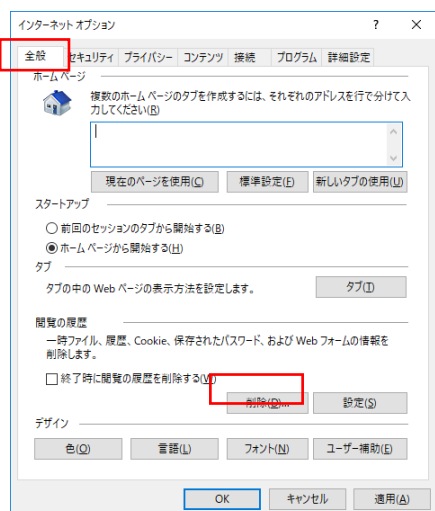 インターネット オプション ? ×
全般 セキュリティ プライバシー コンテンツ 接続 プログラム 詳細設定
ホーム ページ
複数のホーム ページのタブを作成するには、それぞれのアドレスを行で分けて入
力してください(R)
現在のページを使用(C) 標準設定(F) 新しいタブの使用(U)
スタートアップ
前回のセッションのタブから開始する(B)
ホーム ページから開始する(H)
タブ
タブの中の Web ページの表示方法を設定します。 タブ(T)
閲覧の履歴
一時ファイル、履歴、Cookie、保存されたパスワード、および Web フォームの情報を
削除します。
終了時に閲覧の履歴を削除する(W)
削除(D)... 設定(S)
デザイン
色(O) 言語(L) フォント(N) ユーザー補助(E)
OK キャンセル 適用(A)